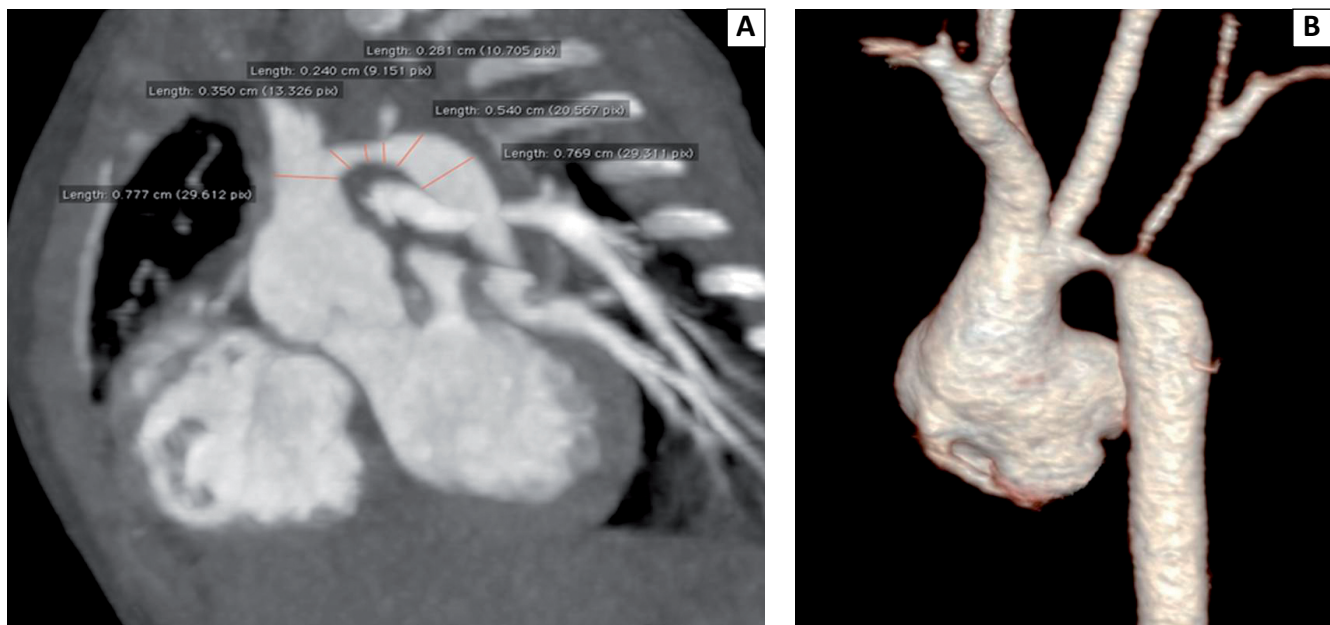 A
B
Length: 0.281 cm (10.705 pix)
Length: 0.240 cm (9.151 pix)
Length: 0.350 cm (13.326 pix)
Length: 0.540 cm (20.567 pix)
Length: 0.769 cm (29.311 pix)
Length: 0.777 cm (29.612 pix)